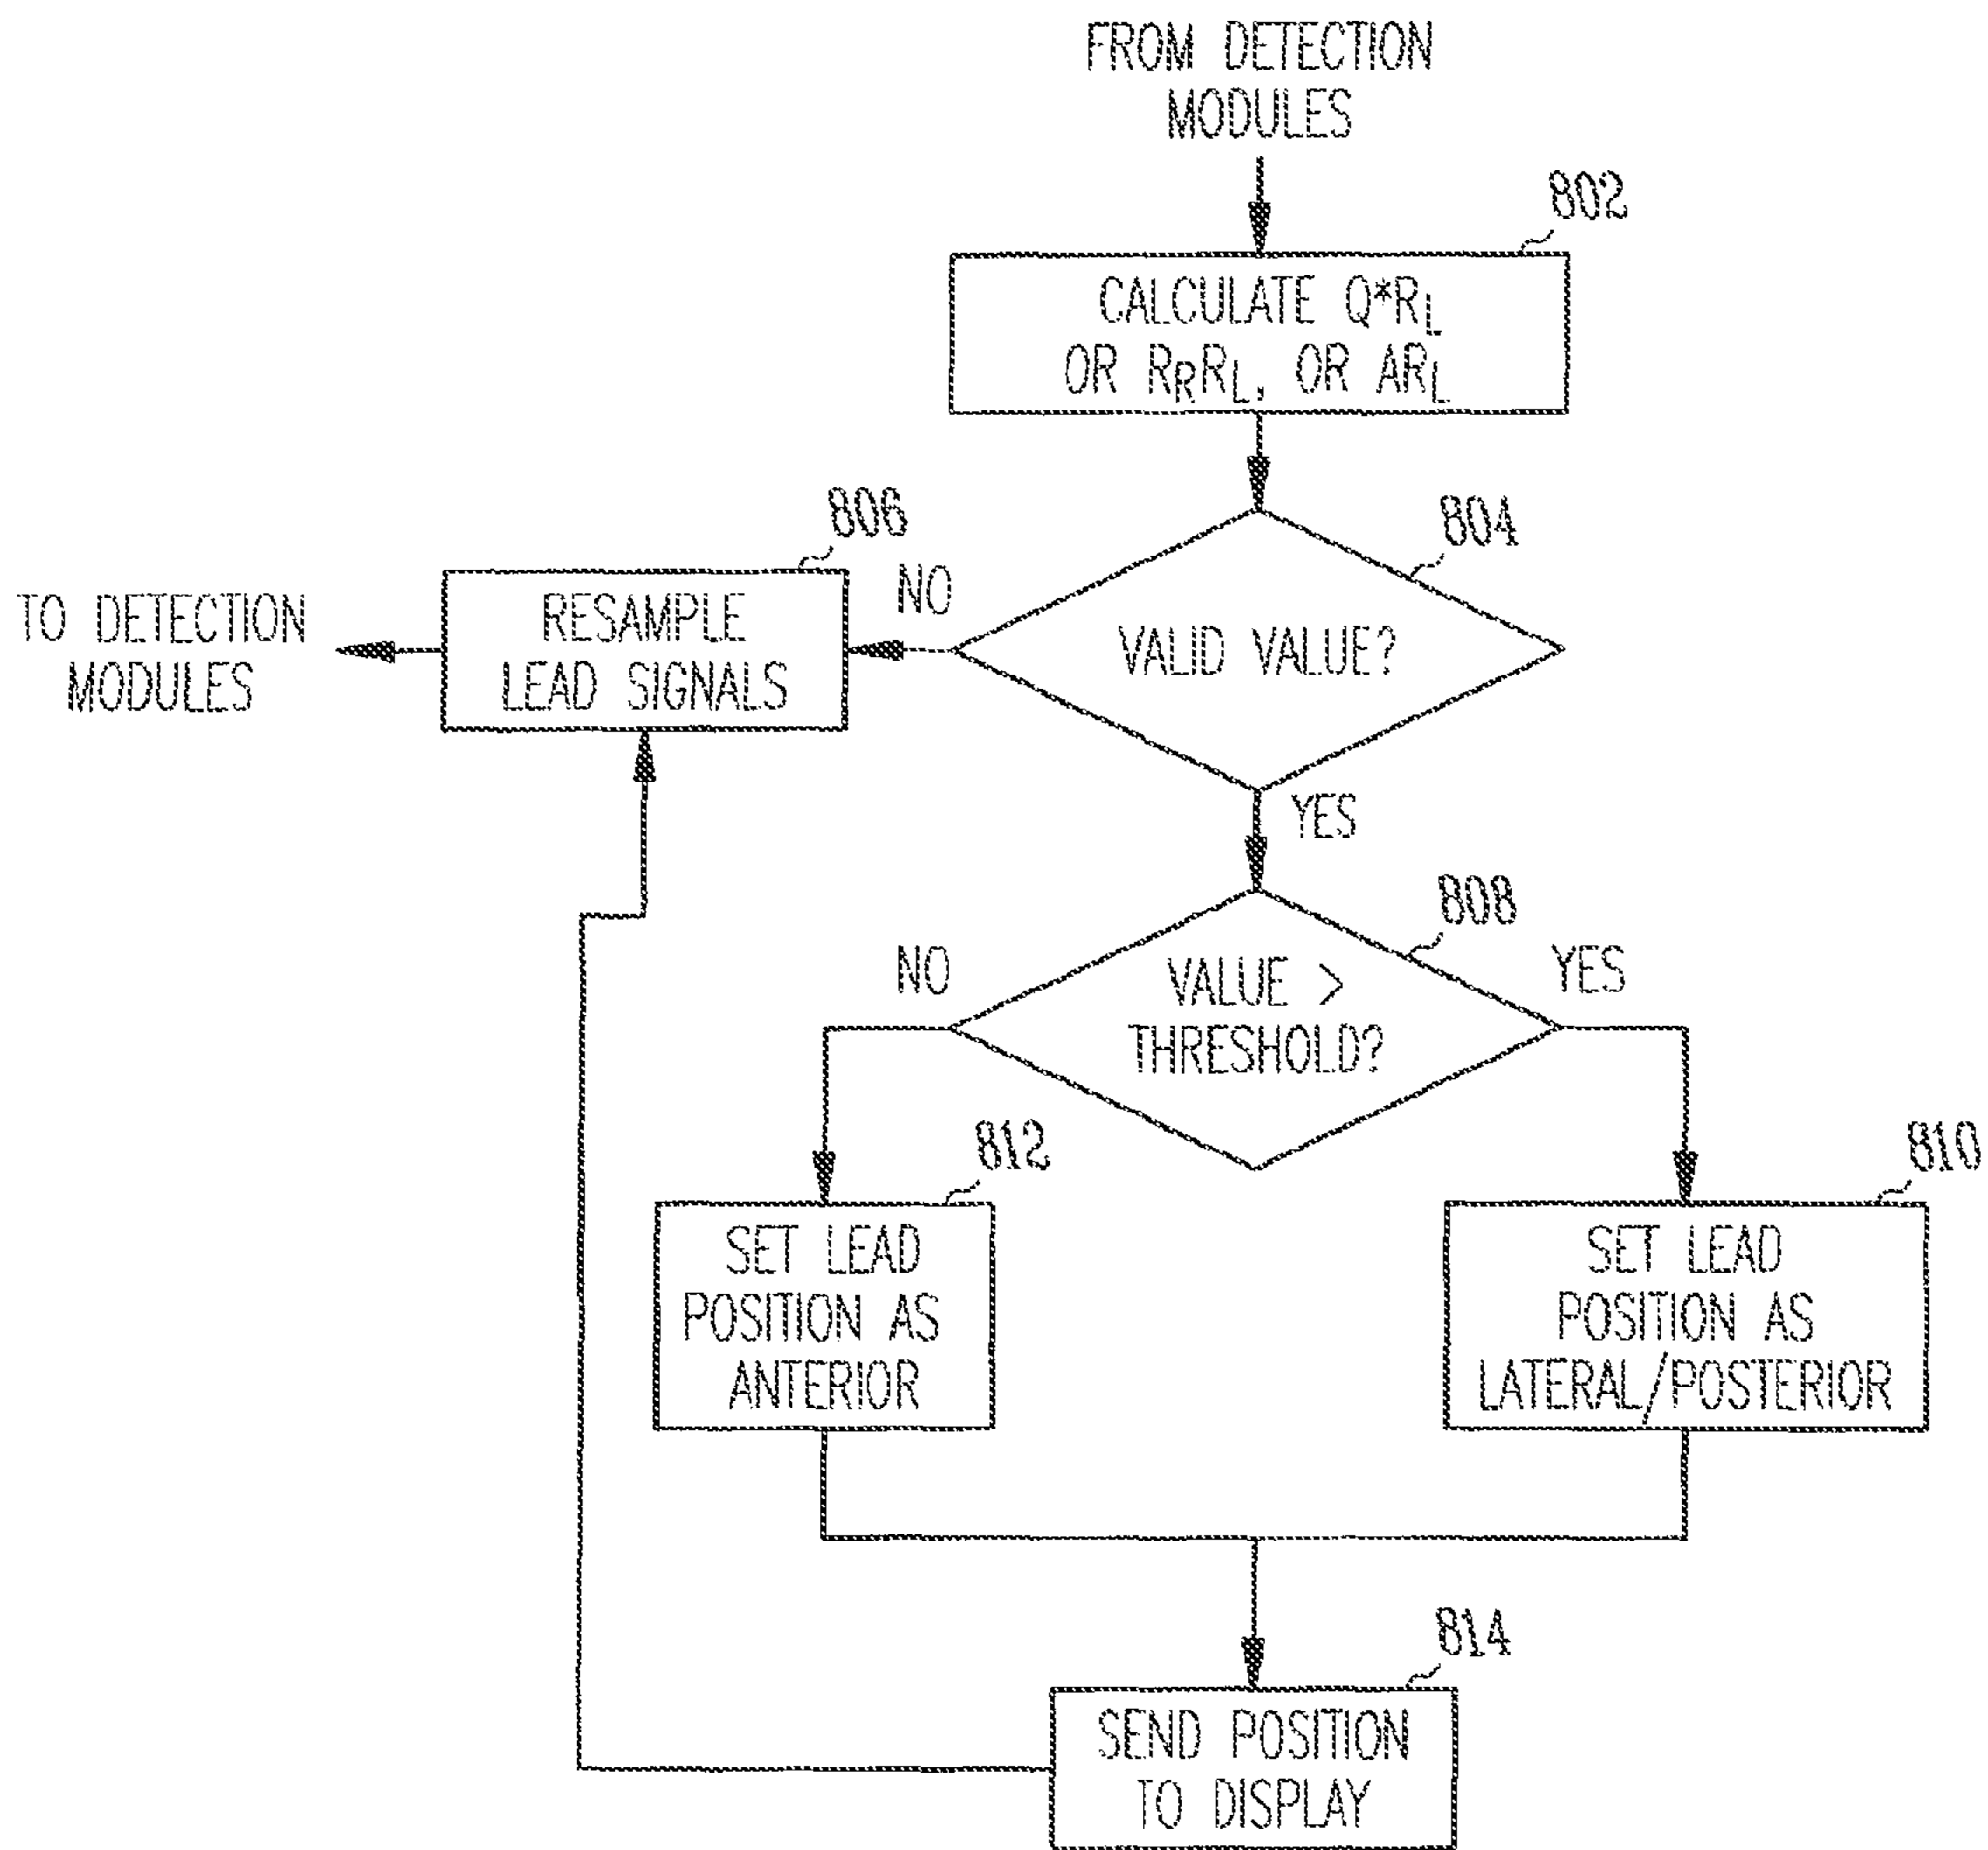 FROM DETECTION
MODULES
802
CALCULATE Q*RL
OR RRRL, OR ARL
806
804
NO
TO DETECTION
MODULES
RESAMPLE
LEAD SIGNALS
VALID VALUE?
YES
808
NO
YES
VALUE >
THRESHOLD?
812
810
SET LEAD
POSITION AS
ANTERIOR
SET LEAD
POSITION AS
LATERAL/POSTERIOR
814
SEND POSITION
TO DISPLAY